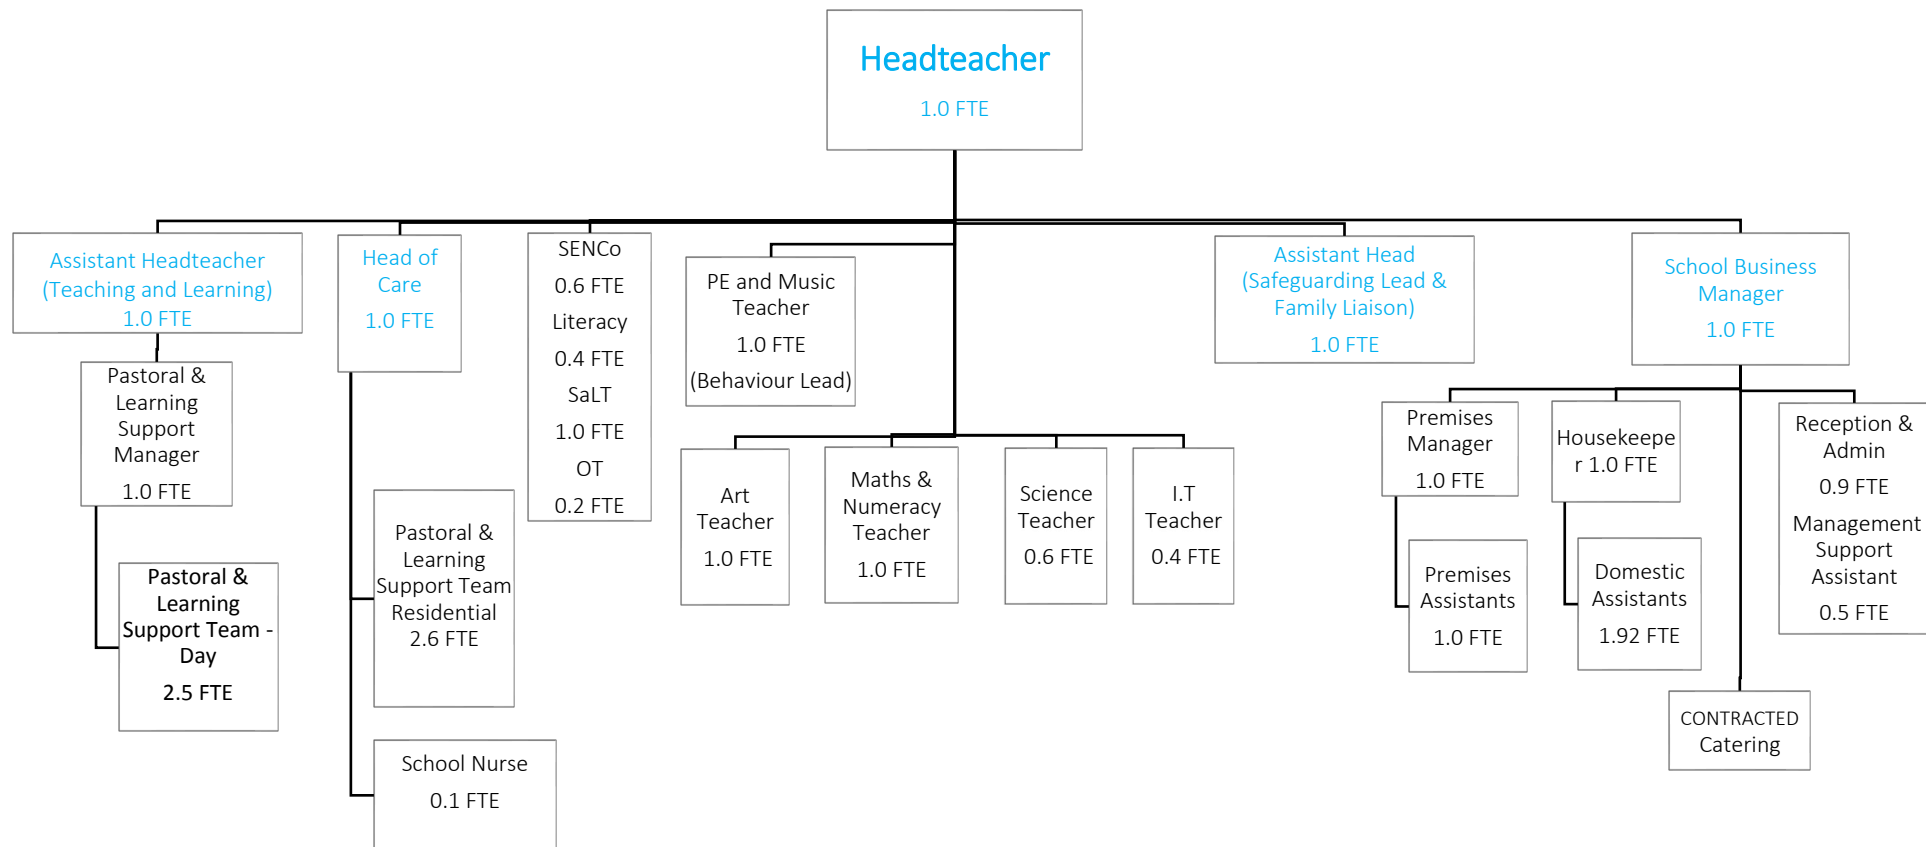 Headteacher
1.0 FTE
Assistant Headteacher
(Teaching and Learning)
1.0 FTE
Pastoral &
Learning
Support
Manager
1.0 FTE
Pastoral &
Learning
Support Team -
Day
2.5 FTE
Head of
Care
1.0 FTE
Pastoral &
Learning
Support Team
Residential
2.6 FTE
School Nurse
0.1 FTE
SENCo
0.6 FTE
Literacy
0.4 FTE
SaLT
1.0 FTE
OT
0.2 FTE
PE and Music
Teacher
1.0 FTE
(Behaviour Lead)
Art
Teacher
1.0 FTE
Maths &
Numeracy
Teacher
1.0 FTE
Science
Teacher
0.6 FTE
I.T
Teacher
0.4 FTE
Assistant Head
(Safeguarding Lead &
Family Liaison)
1.0 FTE
School Business
Manager
1.0 FTE
Premises
Manager
1.0 FTE
Premises
Assistants
1.0 FTE
Housekeepe
r 1.0 FTE
Domestic
Assistants
1.92 FTE
Reception &
Admin
0.9 FTE
Management
Support
Assistant
0.5 FTE
CONTRACTED
Catering